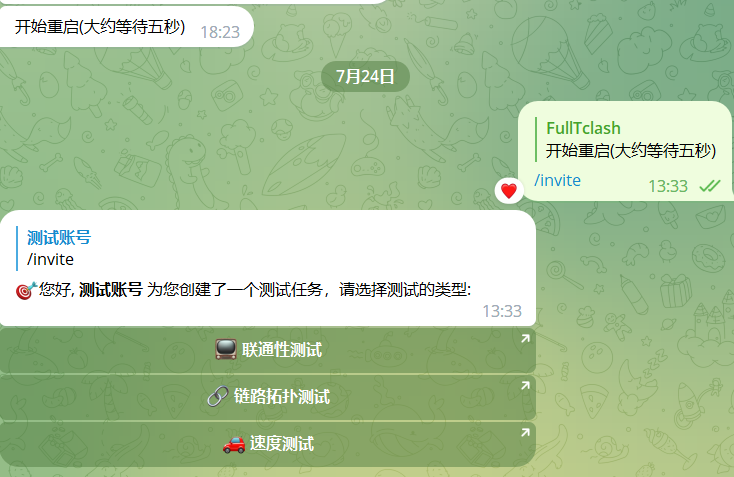 开始重启(大约等待五秒) 18:23
7月24日
FullTclash
开始重启(大约等待五秒)
/invite 13:33
测试账号
/invite
您好, 测试账号 为您创建了一个测试任务，请选择测试的类型:
13:33
联通性测试
链路拓扑测试
速度测试